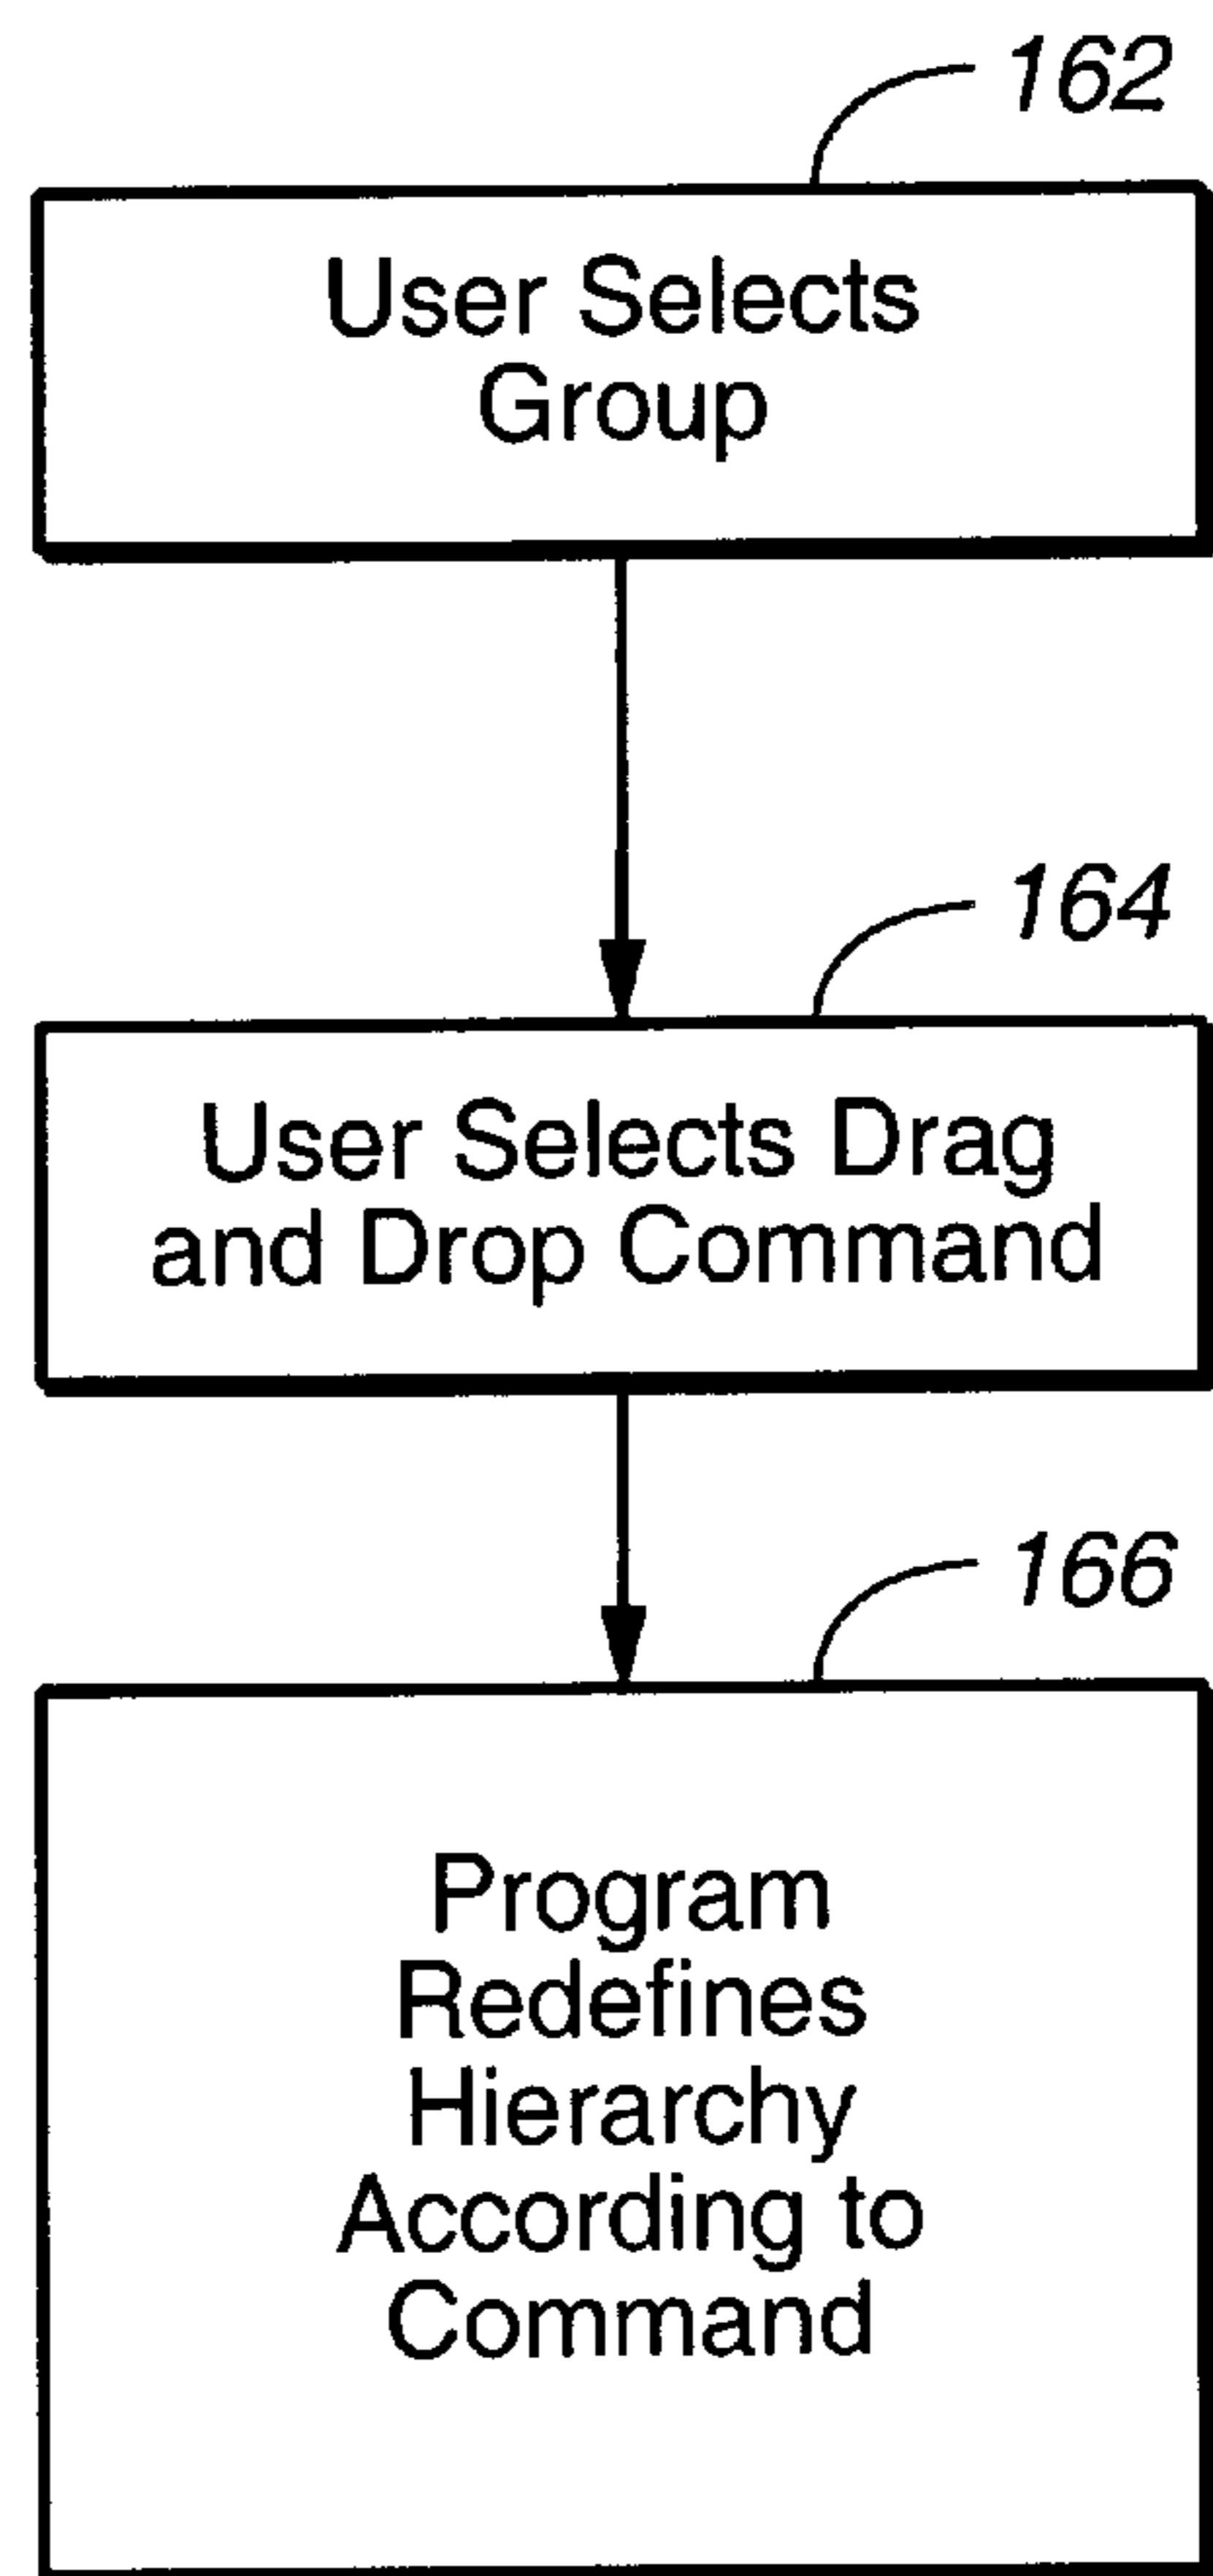 162
User Selects
Group
164
User Selects Drag
and Drop Command
166
Program
Redefines
Hierarchy
According to
Command